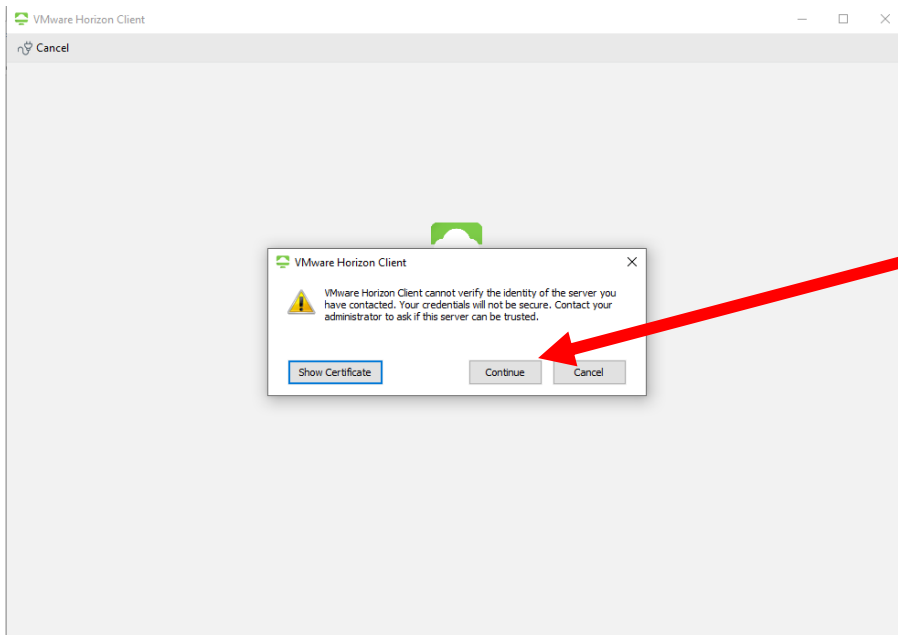 VMware Horizon Client
Cancel
VMware Horizon Client
VMware Horizon Client cannot verify the identity of the server you
have contacted. Your credentials will not be secure. Contact your
administrator to ask if this server can be trusted.
Show Certificate Continue Cancel